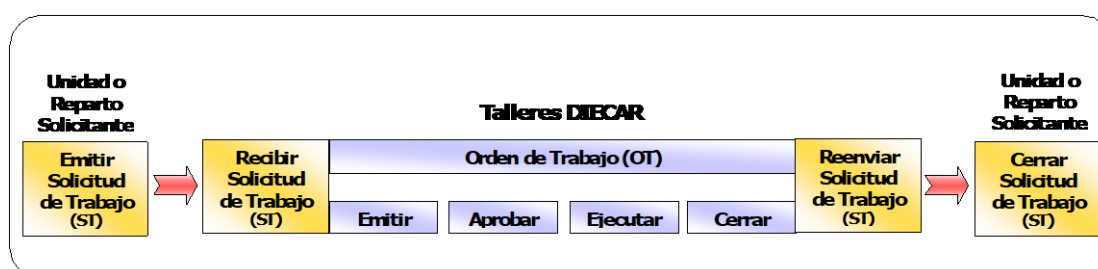 Unidad o
Reparto
Solicitante
Emitir
Solicitud
de Trabajo
(ST)
Talleres DIECAR
Recibir
Solicitud
de Trabajo
(ST)
Orden de Trabajo (OT)
Emitir
Aprobar
Ejecutar
Cerrar
Reenviar
Solicitud
de Trabajo
(ST)
Unidad o
Reparto
Solicitante
Cerrar
Solicitud
de Trabajo
(ST)